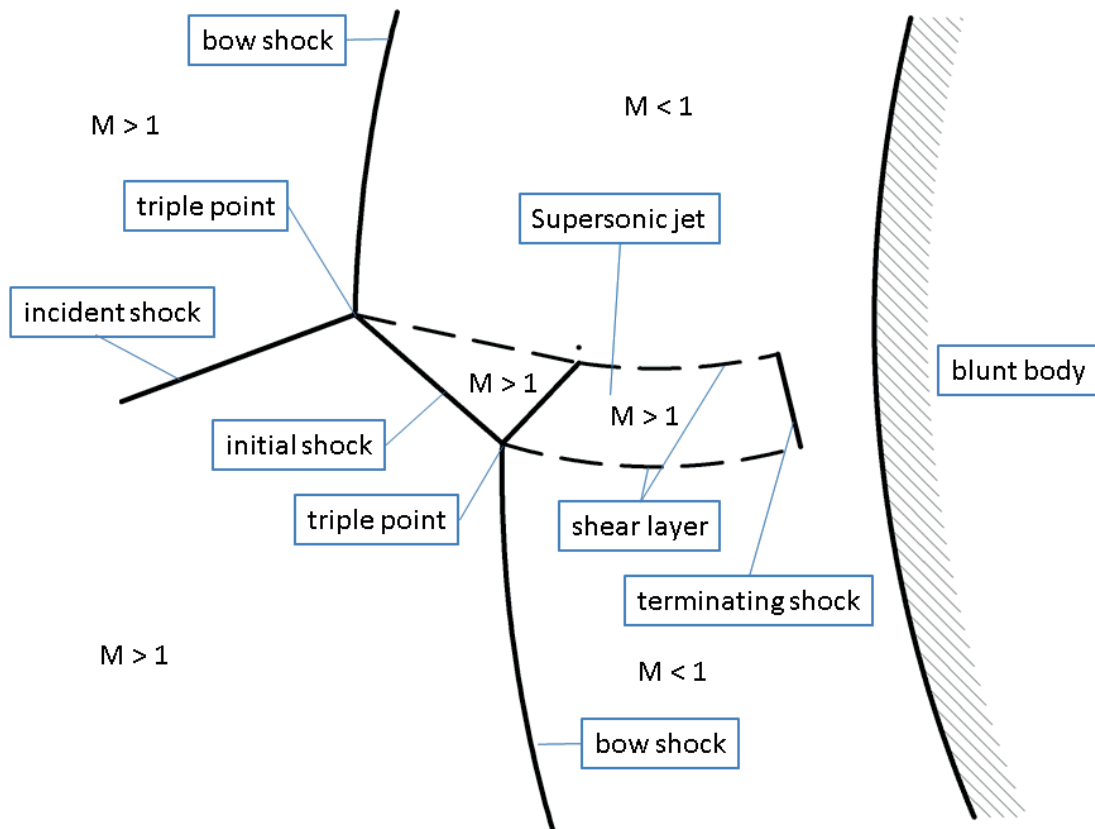 bow shock
M > 1
M < 1
triple point
Supersonic jet
incident shock
M > 1
blunt body
M > 1
initial shock
triple point
shear layer
terminating shock
M > 1
M < 1
bow shock